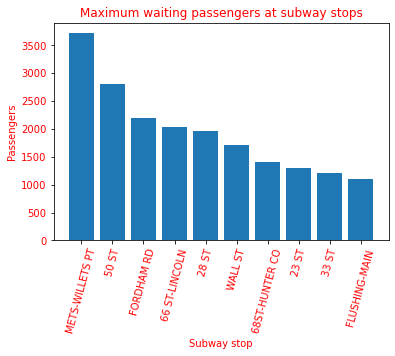 Maximum waiting passengers at subway stops
Passengers
3500
3000
2500
2000
1500
1000
500
0
METS-WILLETS PT
50 ST
FORDHAM RD
66 ST-LINCOLN
28 ST
WALL ST
68ST-HUNTER CO
23 ST
33 ST
FLUSHING-MAIN
Subway stop